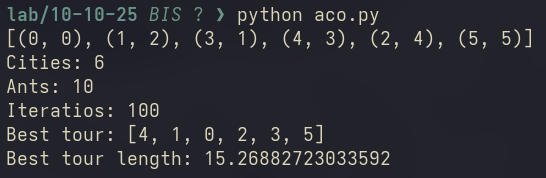 lab/10-10-25 BIS ? ❯ python aco.py
[(0, 0), (1, 2), (3, 1), (4, 3), (2, 4), (5, 5)]
Cities: 6
Ants: 10
Iteratios: 100
Best tour: [4, 1, 0, 2, 3, 5]
Best tour length: 15.26882723033592